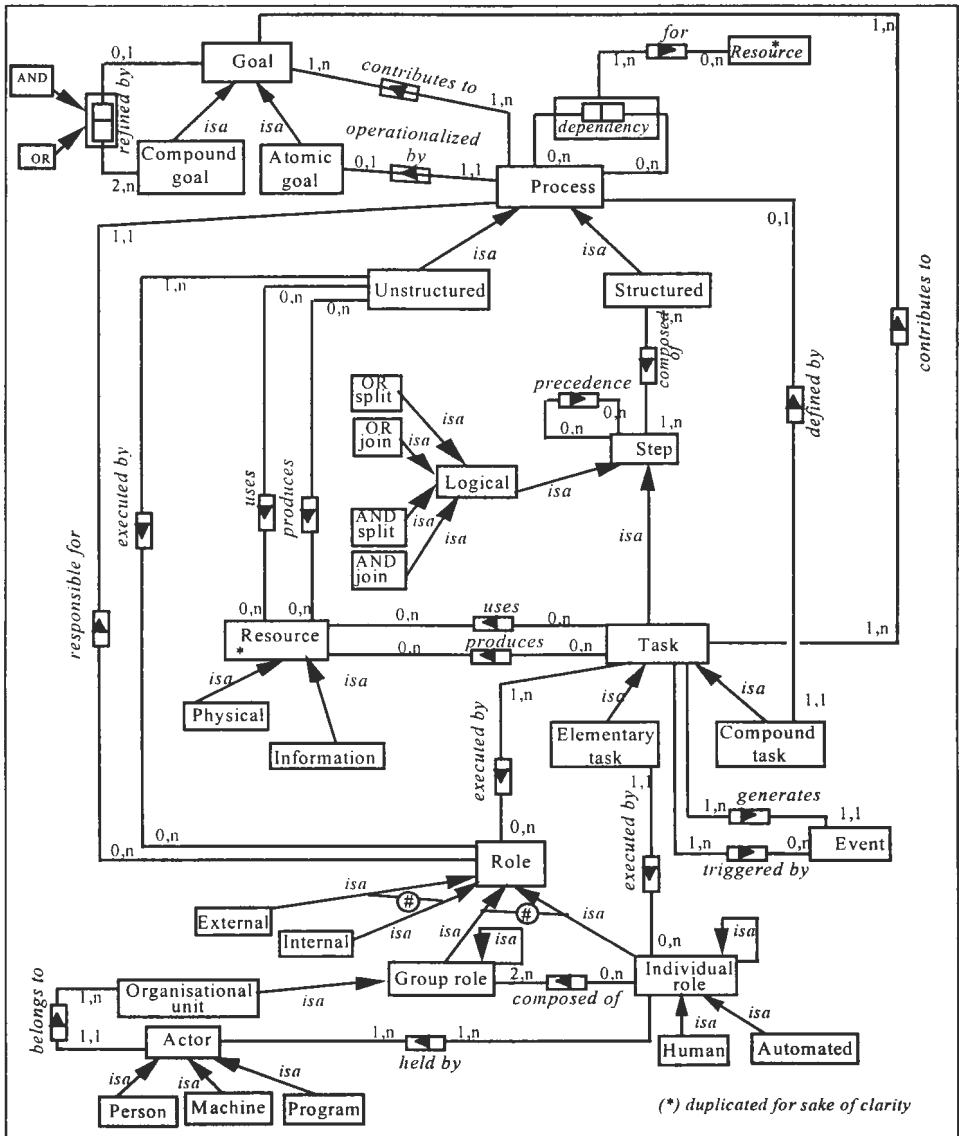 for
1,n
0,1
1,n
0,n
Resource
*
Goal
1,n
AND
contributes to
1,n
refined by
dependency
isa
isa
operationalized
by
OR
Compound
goal
Atomic
goal
0,1
1,1
0,n
0,n
2,n
Process
0,1
1,1
isa
isa
1,n
0,n
Unstructured
Structured
0,n
1,n
contributes to
composed
of
precedence
OR
split
0,n
defined by
isa
0,n
1,n
OR
join
isa
Step
executed by
uses
produces
Logical
isa
AND
split
isa
isa
isa
AND
join
responsible for
0,n
0,n
0,n
uses
0,n
1,n
Resource
*
Task
0,n
produces
0,n
isa
isa
1,n
isa
isa
1,1
Physical
Elementary
task
Compound
task
Information
executed by
1,1
generates
1,n
1,1
0,n
0,n
executed by
1,n
0,n
Event
0,n
Role
triggered by
isa
#
#
External
isa
isa
isa
isa
Internal
0,n
isa
Group role
2,n
0,n
Individual
role
belongs to
1,n
Organisational
unit
isa
composed of
1,1
Actor
1,n
1,n
isa
isa
held by
Human
Automated
isa
isa
isa
Person
Machine
Program
(*) duplicated for sake of clarity